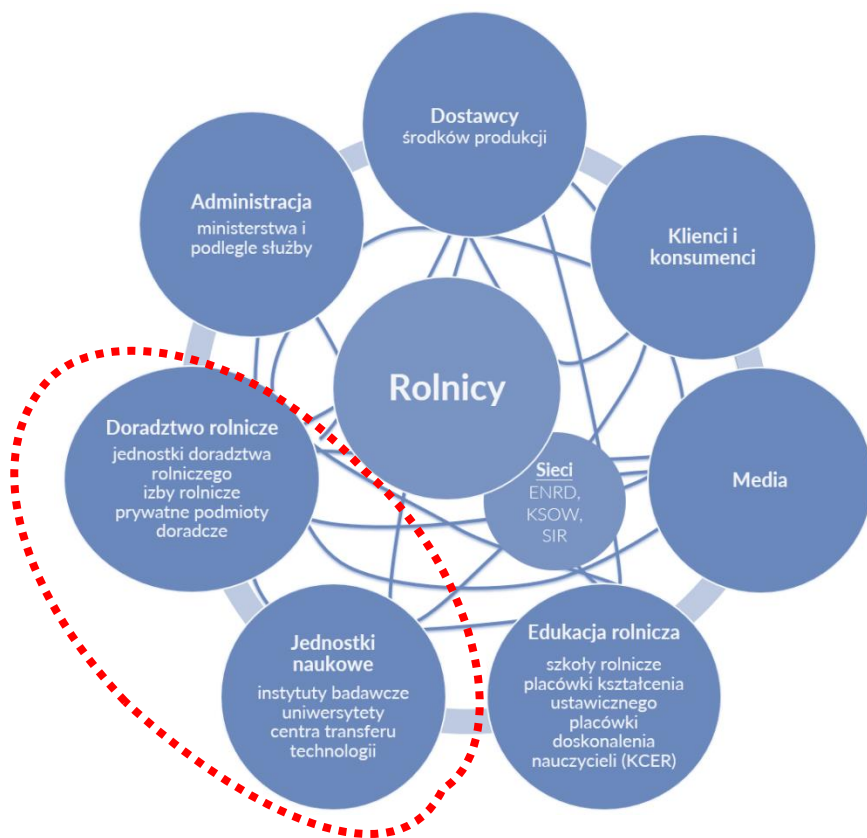 Dostawcy
środków produkcji
Administracja
ministerstwa i
podległe służby
Klienci i
konsumenci
Rolnicy
Doradztwo rolnicze
jednostki doradztwa
rolniczego
izby rolnicze
prywatne podmioty
doradcze
Sieci
ENRD,
KSOW,
SIR
Media
Jednostki
naukowe
instytuty badawcze
uniwersytety
centra transferu
technologii
Edukacja rolnicza
szkoły rolnicze
placówki kształcenia
ustawicznego
placówki
doskonalenia
nauczycieli (KCER)